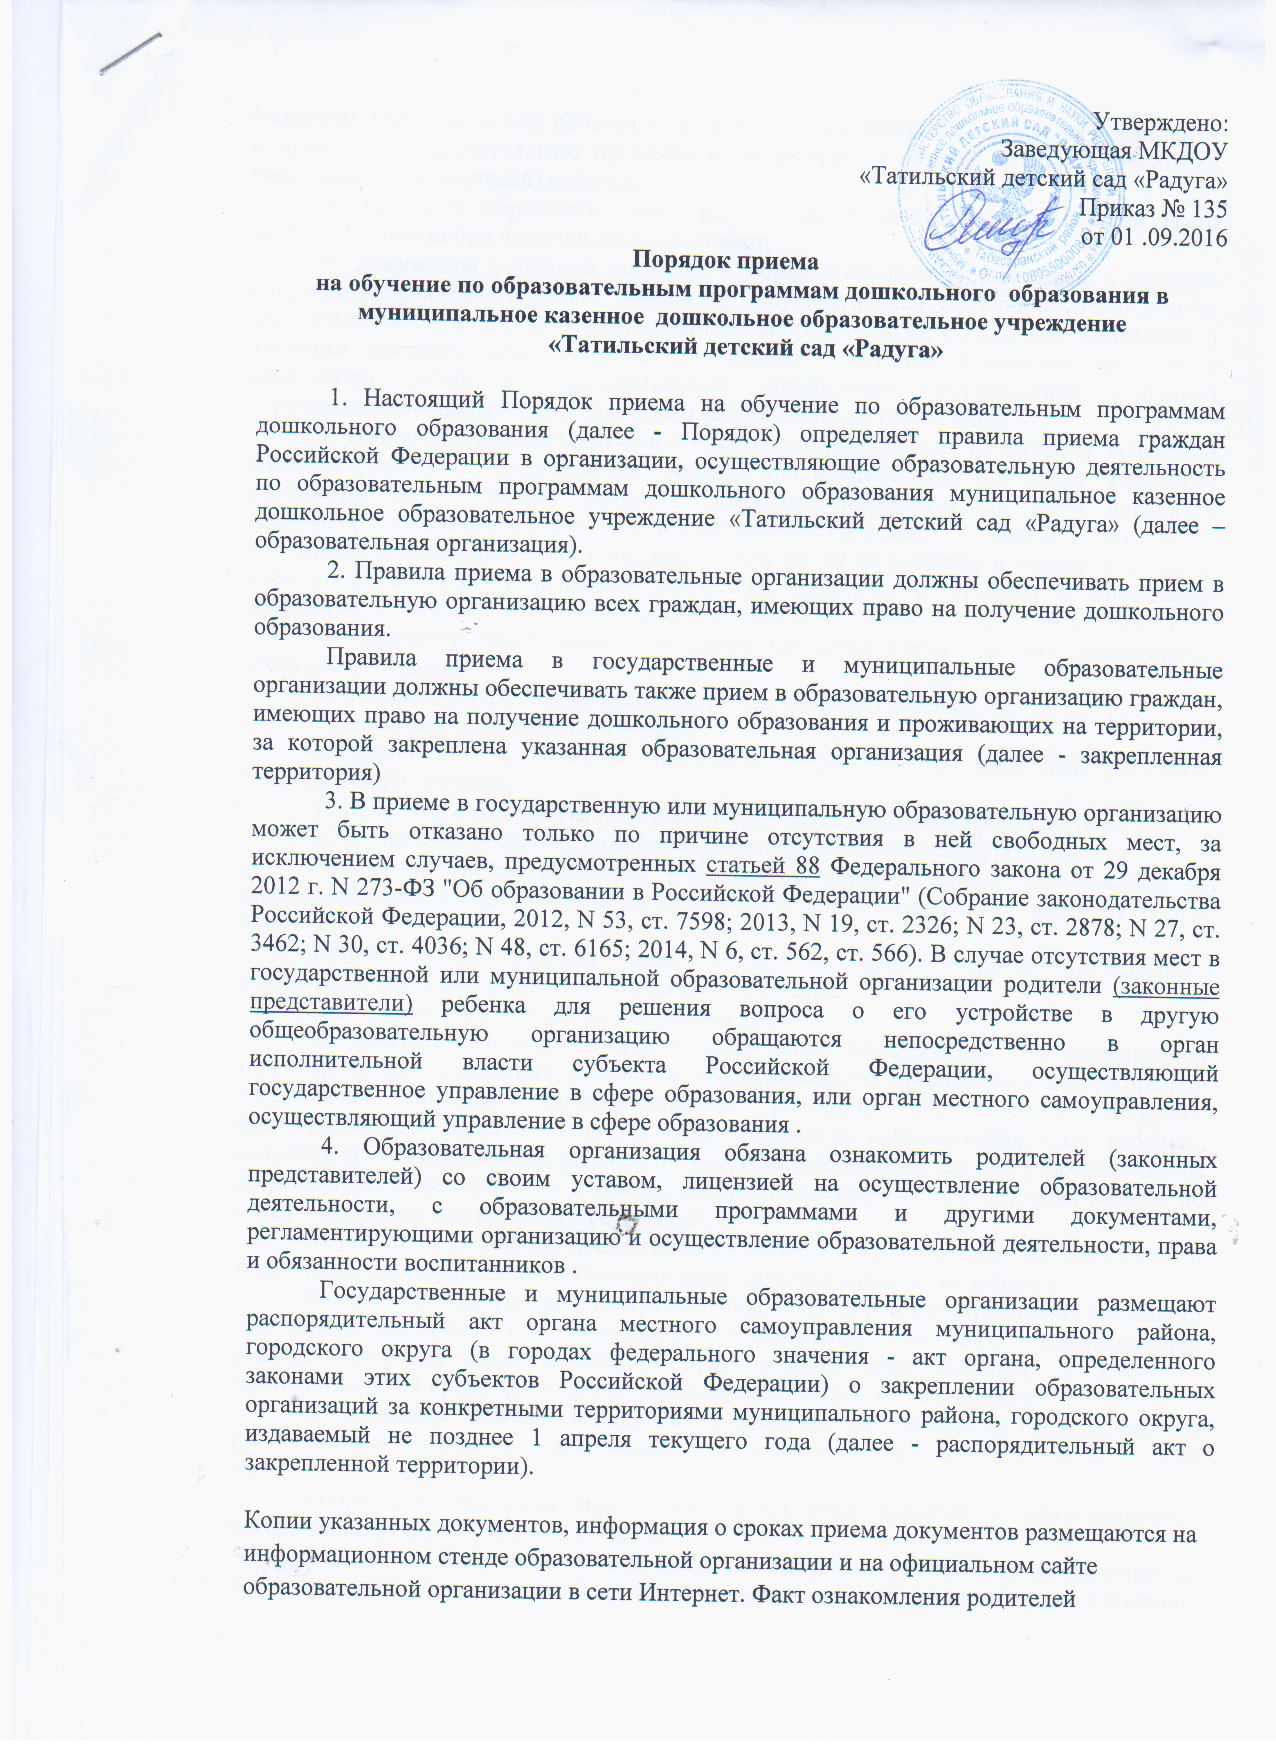 Утверждено:
Заведующая МКДОУ
«Татильский детский сад «Радуга»
Приказ № 135
от 01 .09.2016
Порядок приема
на обучение по образовательным программам дошкольного образования в
муниципальное казенное дошкольное образовательное учреждение
«Татильский детский сад «Радуга»
1. Настоящий Порядок приема на обучение по образовательным программам
дошкольного образования (далее - Порядок) определяет правила приема граждан
Российской Федерации в организации, осуществляющие образовательную деятельность
по образовательным программам дошкольного образования муниципальное казенное
дошкольное образовательное учреждение «Татильский детский сад «Радуга» (далее –
образовательная организация).
2. Правила приема в образовательные организации должны обеспечивать прием в
образовательную организацию всех граждан, имеющих право на получение дошкольного
образования.
Правила приема в государственные и муниципальные образовательные
организации должны обеспечивать также прием в образовательную организацию граждан,
имеющих право на получение дошкольного образования и проживающих на территории,
за которой закреплена указанная образовательная организация (далее - закрепленная
территория)
3. В приеме в государственную или муниципальную образовательную организацию
может быть отказано только по причине отсутствия в ней свободных мест, за
исключением случаев, предусмотренных статьей 88 Федерального закона от 29 декабря
2012 г. N 273-ФЗ "Об образовании в Российской Федерации" (Собрание законодательства
Российской Федерации, 2012, N 53, ст. 7598; 2013, N 19, ст. 2326; N 23, ст. 2878; N 27, ст.
3462; N 30, ст. 4036; N 48, ст. 6165; 2014, N 6, ст. 562, ст. 566). В случае отсутствия мест в
государственной или муниципальной образовательной организации родители (законные
представители) ребенка для решения вопроса о его устройстве в другую
общеобразовательную организацию обращаются непосредственно в орган
исполнительной власти субъекта Российской Федерации, осуществляющий
государственное управление в сфере образования, или орган местного самоуправления,
осуществляющий управление в сфере образования .
4. Образовательная организация обязана ознакомить родителей (законных
представителей) со своим уставом, лицензией на осуществление образовательной
деятельности, с образовательными программами и другими документами,
регламентирующими организацию и осуществление образовательной деятельности, права
и обязанности воспитанников .
Государственные и муниципальные образовательные организации размещают
распорядительный акт органа местного самоуправления муниципального района,
городского округа (в городах федерального значения - акт органа, определенного
законами этих субъектов Российской Федерации) о закреплении образовательных
организаций за конкретными территориями муниципального района, городского округа,
издаваемый не позднее 1 апреля текущего года (далее - распорядительный акт о
закрепленной территории).
Копии указанных документов, информация о сроках приема документов размещаются на
информационном стенде образовательной организации и на официальном сайте
образовательной организации в сети Интернет. Факт ознакомления родителей